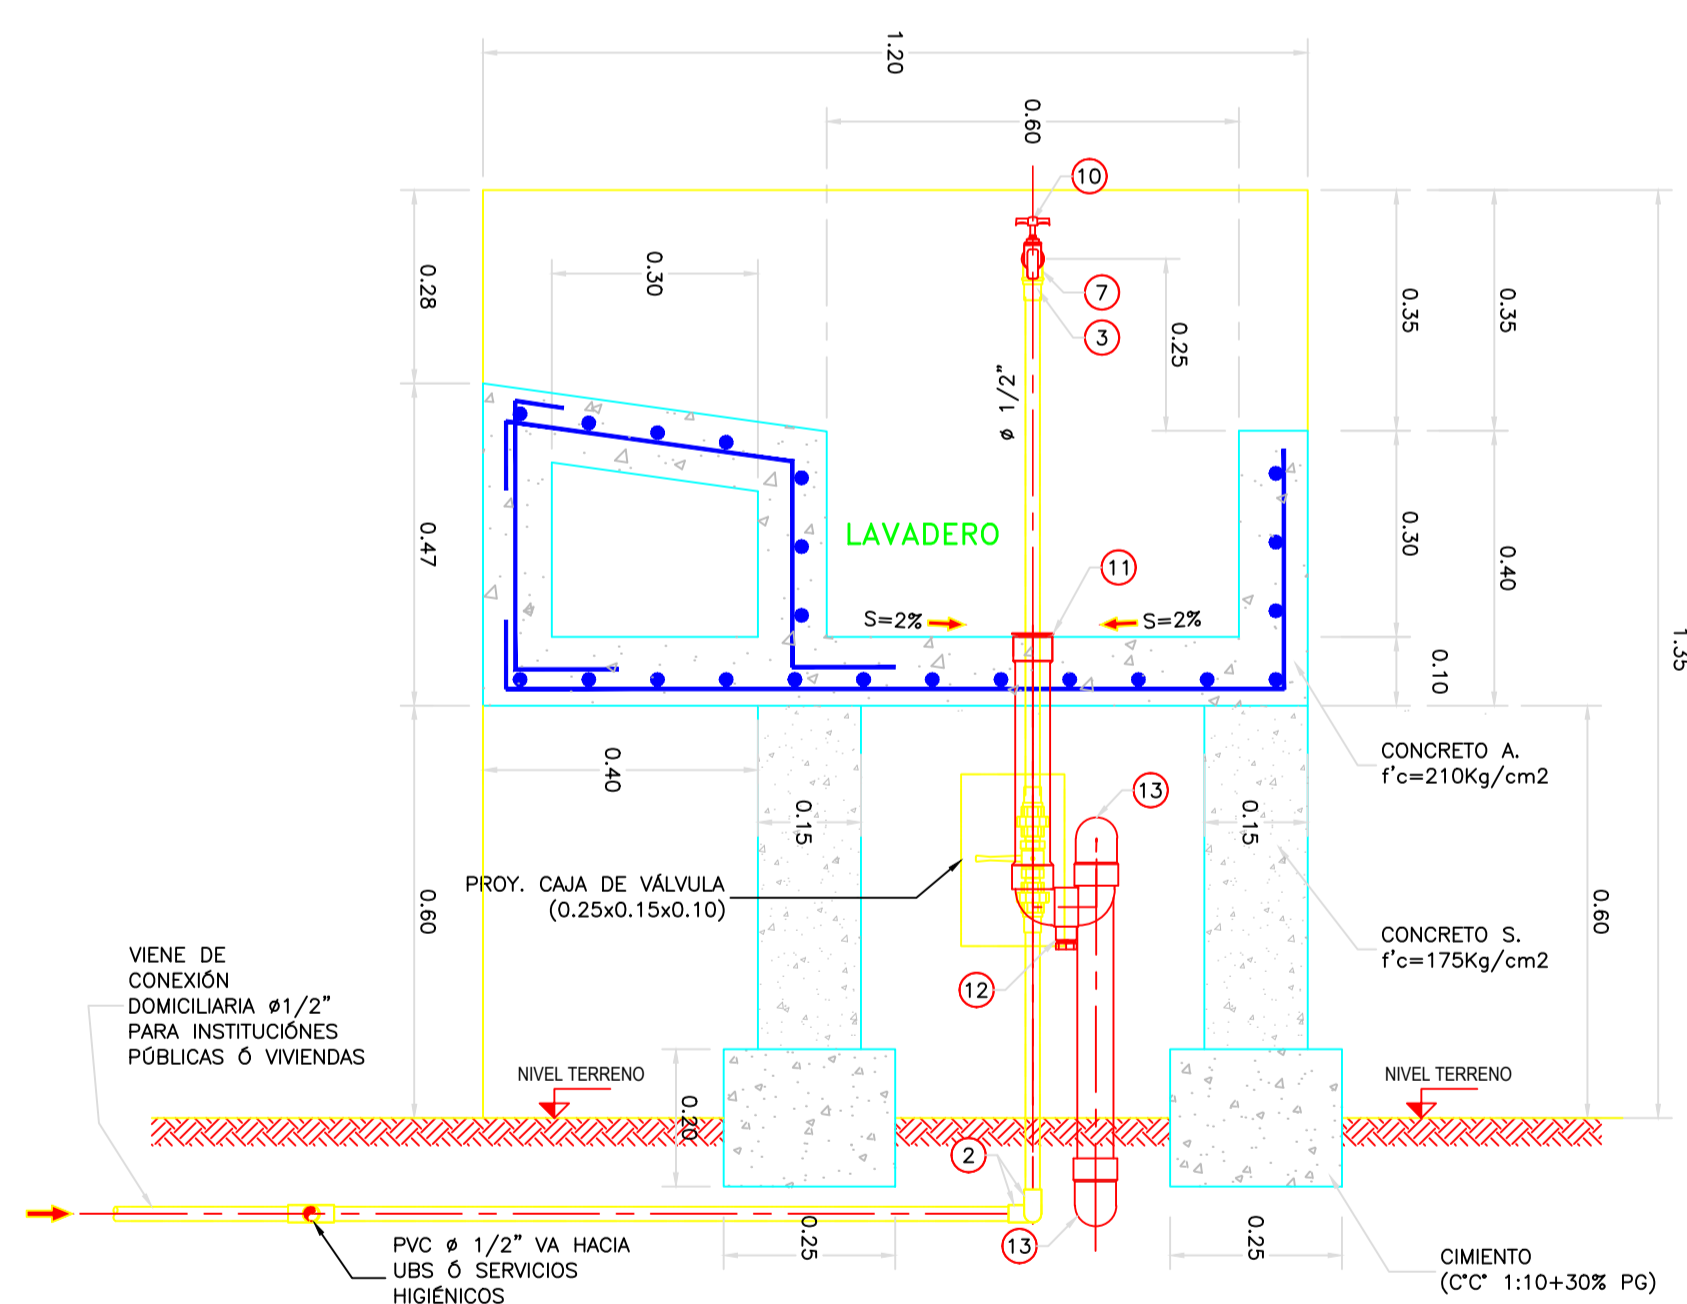 1.20
0.60
10
0.28
0.30
7
3
0.25
0.35
0.35
ø 1/2"
0.47
LAVADERO
0.30
0.40
11
S=2%
S=2%
0.10
1.35
0.40
0.15
0.15
13
CONCRETO A.
f'c=210Kg/cm2
PROY. CAJA DE VÁLVULA
(0.25x0.15x0.10)
0.60
0.60
CONCRETO S.
f'c=175Kg/cm2
12
VIENE DE
CONEXIÓN
DOMICILIARIA ø1/2"
PARA INSTITUCIÓNES
PÚBLICAS Ó VIVIENDAS
NIVEL TERRENO
NIVEL TERRENO
0.20
2
0.25
13
0.25
PVC ø 1/2" VA HACIA
UBS Ó SERVICIOS
HIGIÉNICOS
CIMIENTO
(C°C° 1:10+30% PG)